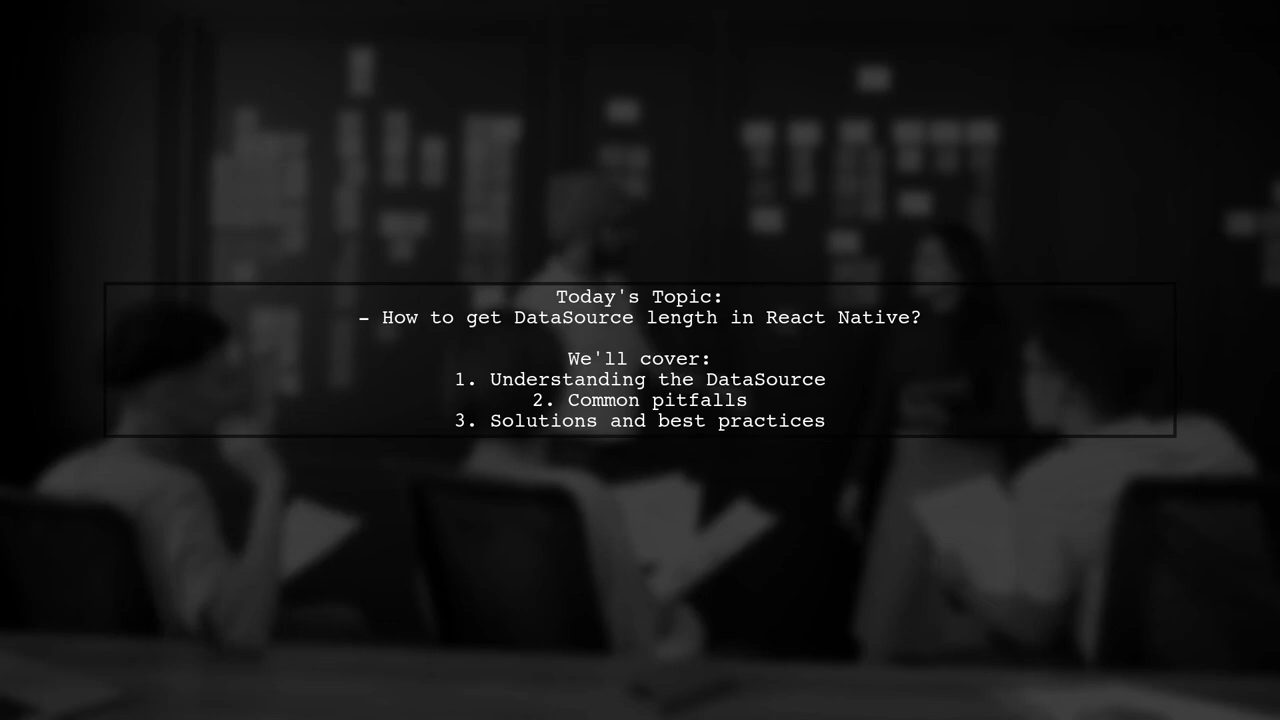 Today's Topic:
- How to get DataSource length in React Native?
We'll cover:
1. Understanding the DataSource
2. Common pitfalls
3. Solutions and best practices